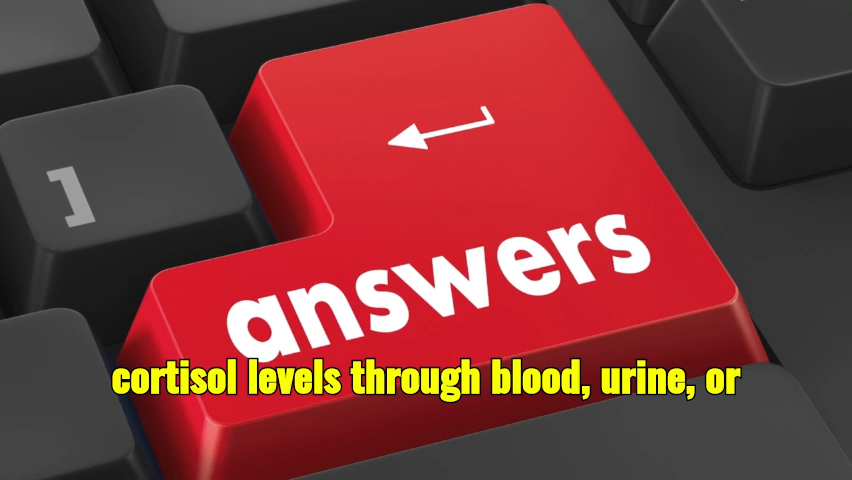 ]
answers
cortisol levels through blood, urine, or